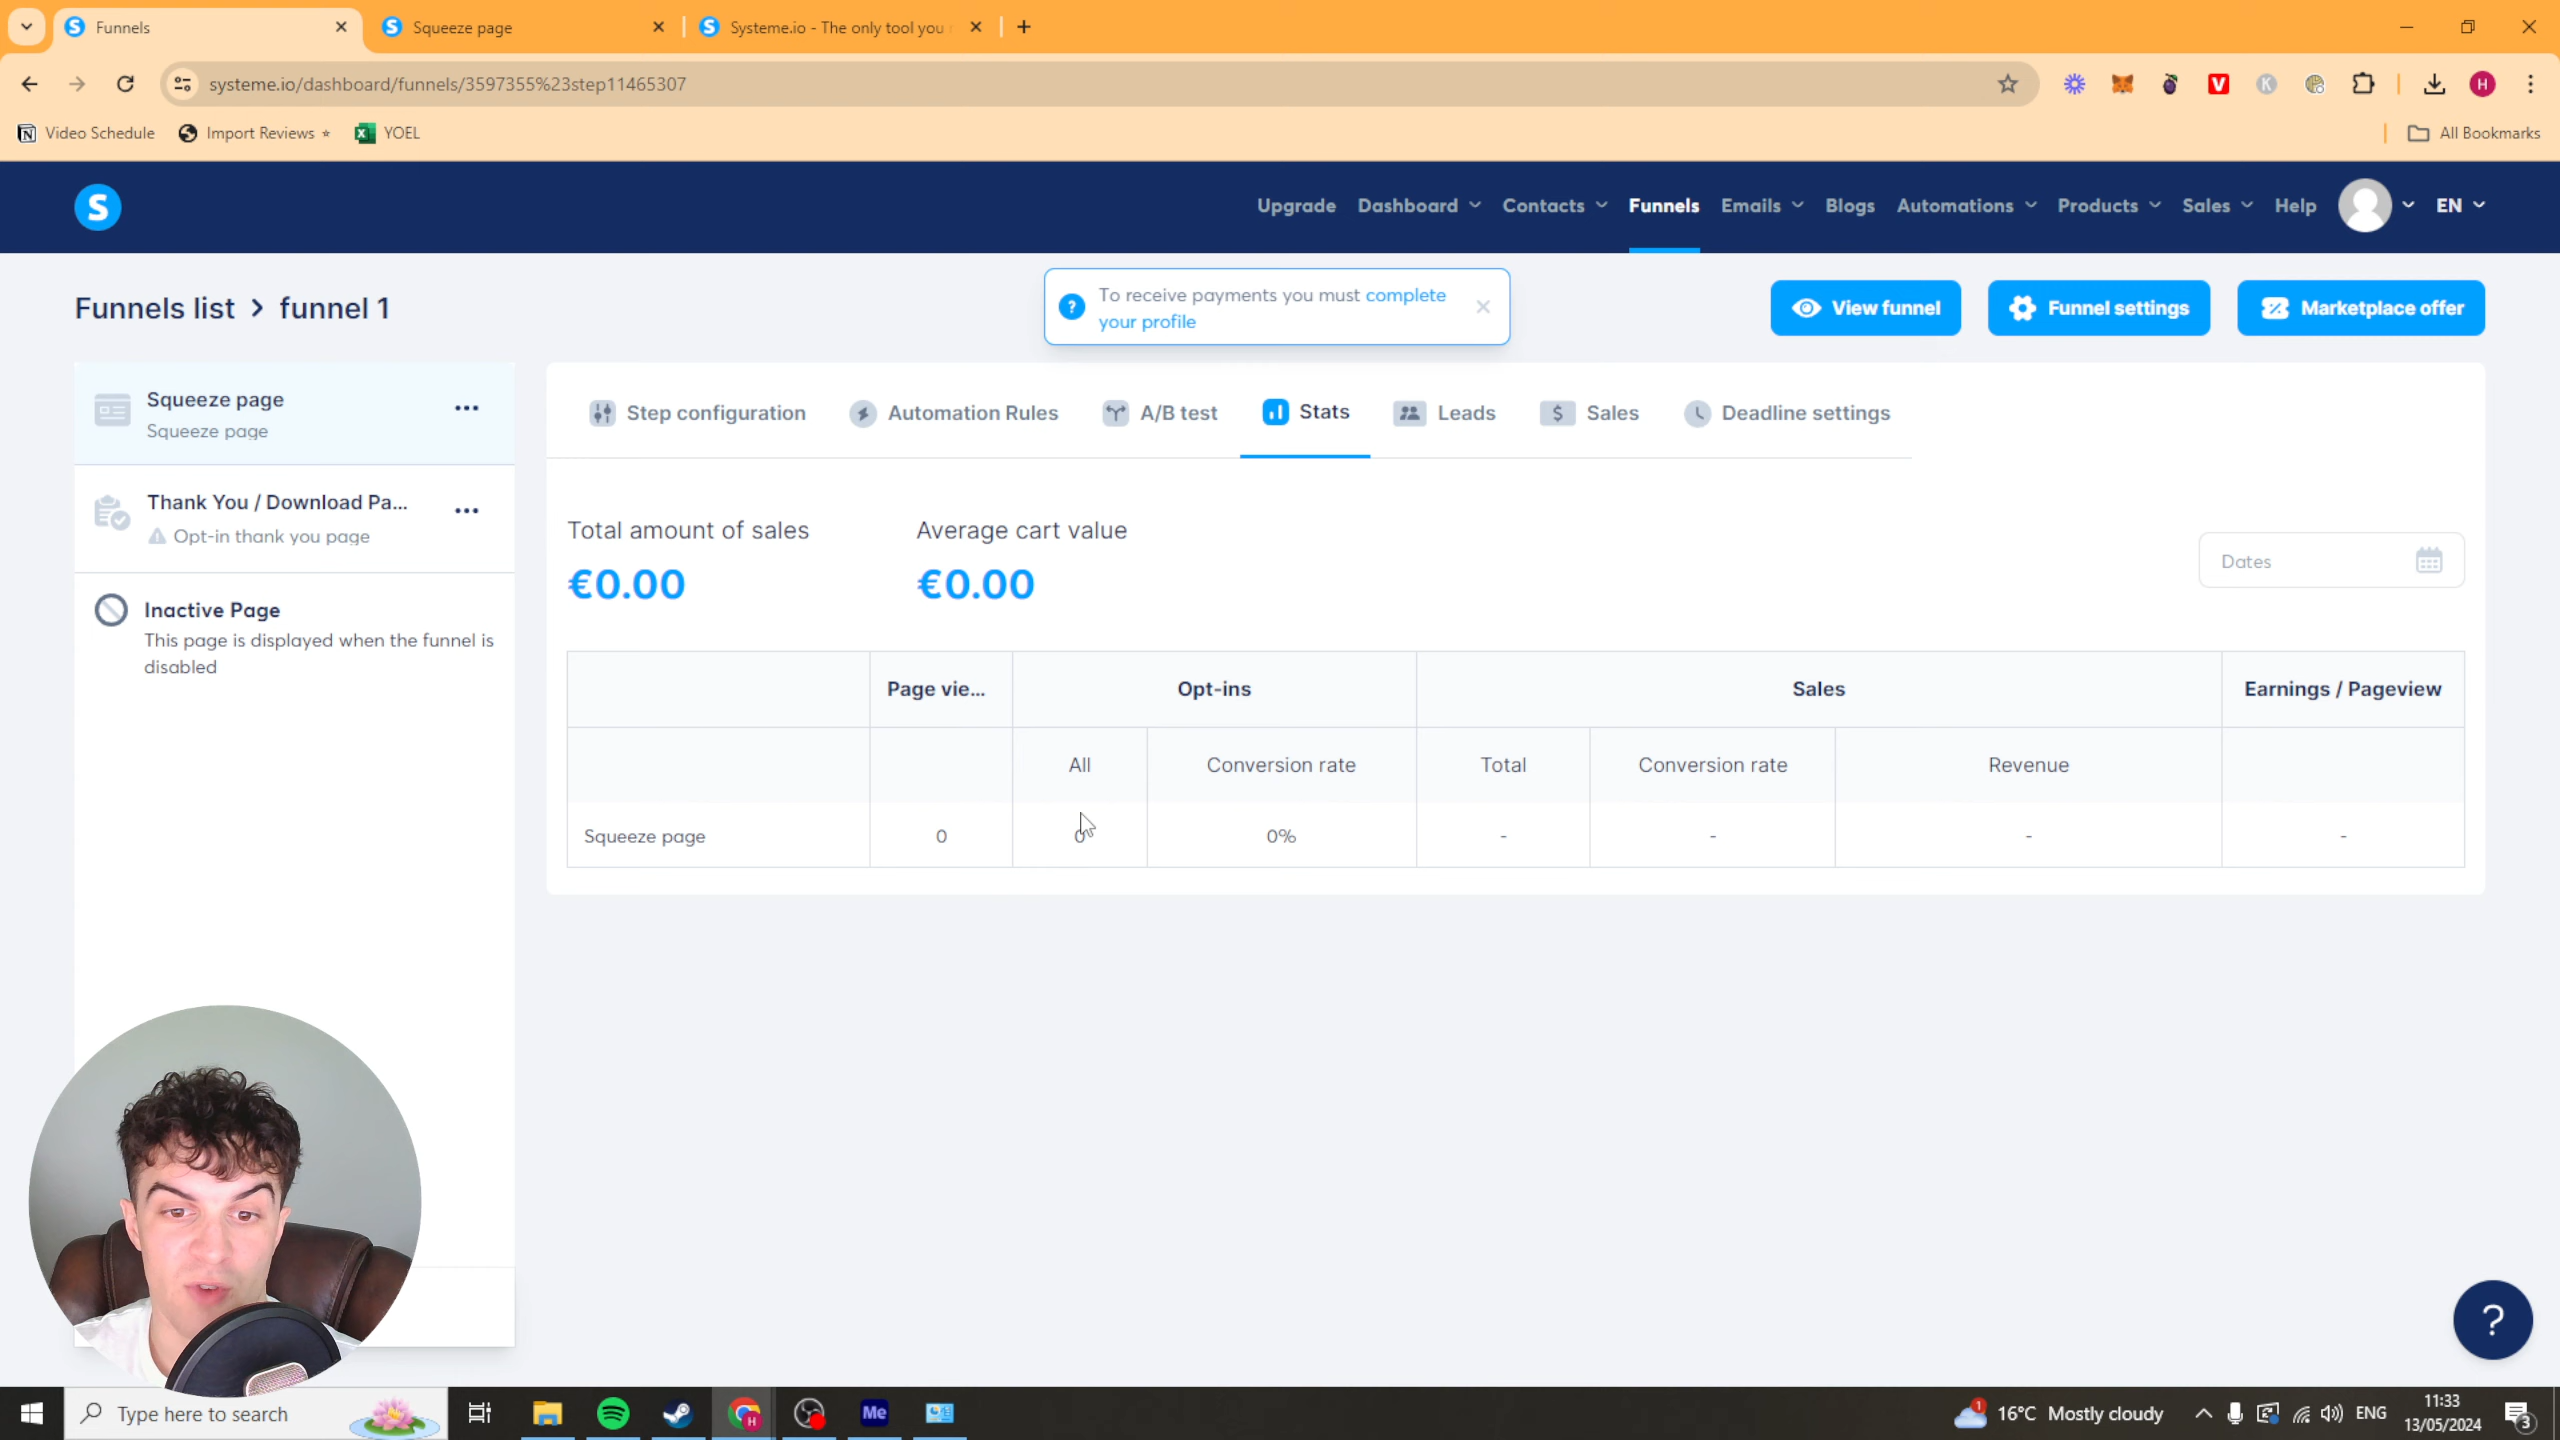 Funnels
Squeeze page
Systeme.io - The only tool you
systeme.io/dashboard/funnels/3597355%23step11465307
H
Video Schedule
Import Reviews ⭑
YOEL
All Bookmarks
S
Upgrade
Dashboard
Contacts
Funnels
Emails
Blogs
Automations
Products
Sales
Help
EN
Funnels list > funnel 1
To receive payments you must complete
your profile
View funnel
Funnel settings
Marketplace offer
Squeeze page
Squeeze page
Thank You / Download Pa...
Opt-in thank you page
Inactive Page
This page is displayed when the funnel is
disabled
Step configuration
Automation Rules
A/B test
Stats
Leads
Sales
Deadline settings
Total amount of sales
€0.00
Average cart value
€0.00
Dates
Page vie...
Opt-ins
Sales
Earnings / Pageview
All
Conversion rate
Total
Conversion rate
Revenue
Squeeze page
0
0
0%
-
-
-
-
?
Type here to search
Me
1
16°C Mostly cloudy
ENG
11:33
13/05/2024
3